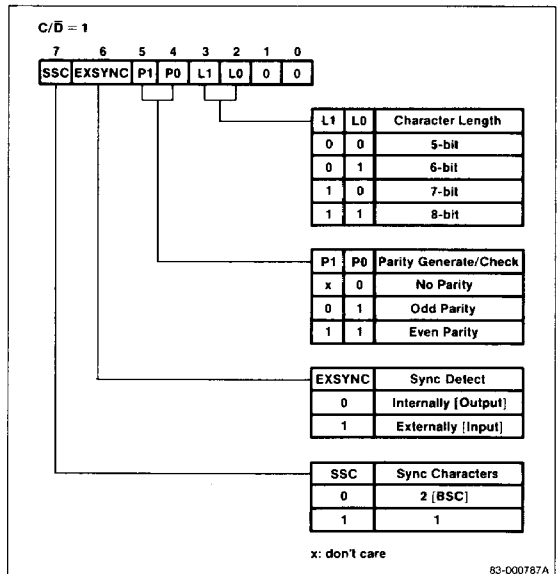 C/D̅ = 1
7 6 5 4 3 2 1 0
SSC EXSYNC P1 P0 L1 L0 0 0
L1 L0 Character Length
0 0 5-bit
0 1 6-bit
1 0 7-bit
1 1 8-bit
P1 P0 Parity Generate/Check
x 0 No Parity
0 1 Odd Parity
1 1 Even Parity
EXSYNC Sync Detect
0 Internally [Output]
1 Externally [Input]
SSC Sync Characters
0 2 [BSC]
1 1
x: don't care
83-000787A